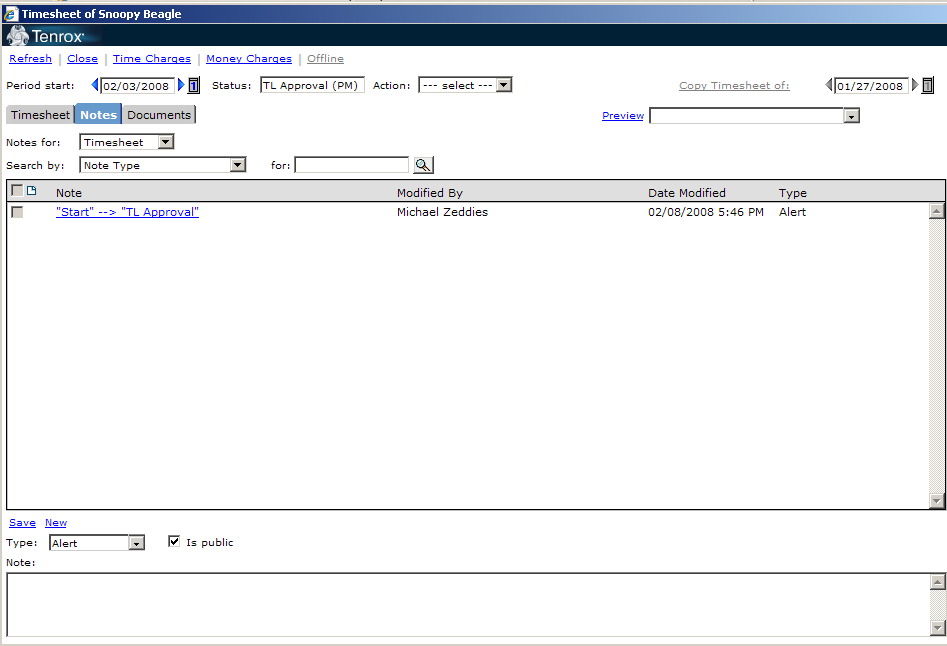 Timesheet of Snoopy Beagle
Tenrox
Refresh | Close | Time Charges | Money Charges | Offline
Period start: 02/03/2008 1 Status: TL Approval (PM) Action: --- select --- Copy Timesheet of: 01/27/2008 1
Timesheet Notes Documents Preview
Notes for: Timesheet
Search by: Note Type for:
Note Modified By Date Modified Type
"Start" --> "TL Approval" Michael Zeddies 02/08/2008 5:46 PM Alert
Save New
Type: Alert Is public
Note: